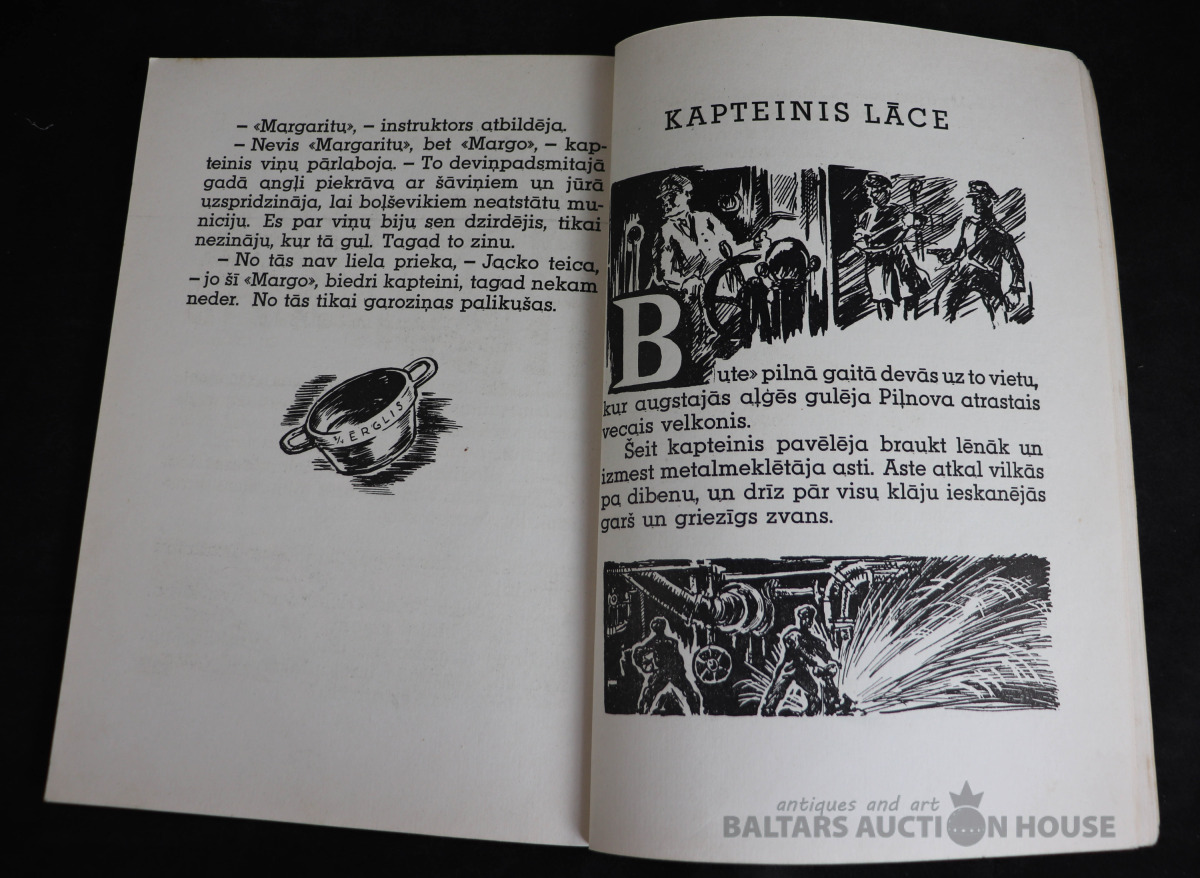 – «Margaritu», – instruktors atbildēja.
– Nevis «Margaritu», bet «Margo», – kap-
teinis viņu pārlaboja. – To deviņpadsmitajā
gadā angļi piekrāva ar šāviņiem un jūrā
uzspridzināja, lai boļševikiem neatstātu mu-
niciju. Es par viņu biju sen dzirdējis, tikai
nezināju, kur tā guļ. Tagad to zinu.
– No tās nav liela prieka, – Jacko teica,
– jo šī «Margo», biedri kapteini, tagad nekam
neder. No tās tikai garoziņas palikušas.
ERGLIS
KAPTEINIS LĀCE
Bute» pilnā gaitā devās uz to vietu,
kur augstajās aļģēs gulēja Piļnova atrastais
vecais velkonis.
Šeit kapteinis pavēlēja braukt lēnāk un
izmest metalmeklētāja asti. Aste atkal vilkās
pa dibenu, un drīz pār visu klāju ieskanējās
garš un griezīgs zvans.
antiques and art
BALTARS AUCTION HOUSE